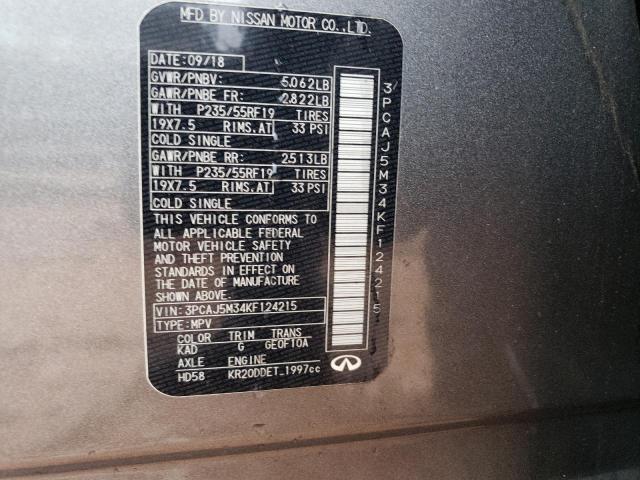 MFD BY NISSAN MOTOR CO.,LTD.
DATE: 09/18
GVWR/PNBV: 5.062LB
GAWR/PNBE FR: 2.822LB
WITH P235/55RF19 TIRES
19X7.5 RIMS.AT 33 PSI
COLD SINGLE
GAWR/PNBE RR: 2.513LB
WITH P235/55RF19 TIRES
19X7.5 RIMS.AT 33 PSI
COLD SINGLE
THIS VEHICLE CONFORMS TO
ALL APPLICABLE FEDERAL
MOTOR VEHICLE SAFETY
AND THEFT PREVENTION
STANDARDS IN EFFECT ON
THE DATE OF MANUFACTURE
SHOWN ABOVE.
VIN: 3PCAJ5M34KF124215
TYPE: MPV
COLOR TRIM TRANS
KAD G GE0F10A
AXLE ENGINE
HD58 KR20DDET_1997cc
3PCAJ5M34KF124215